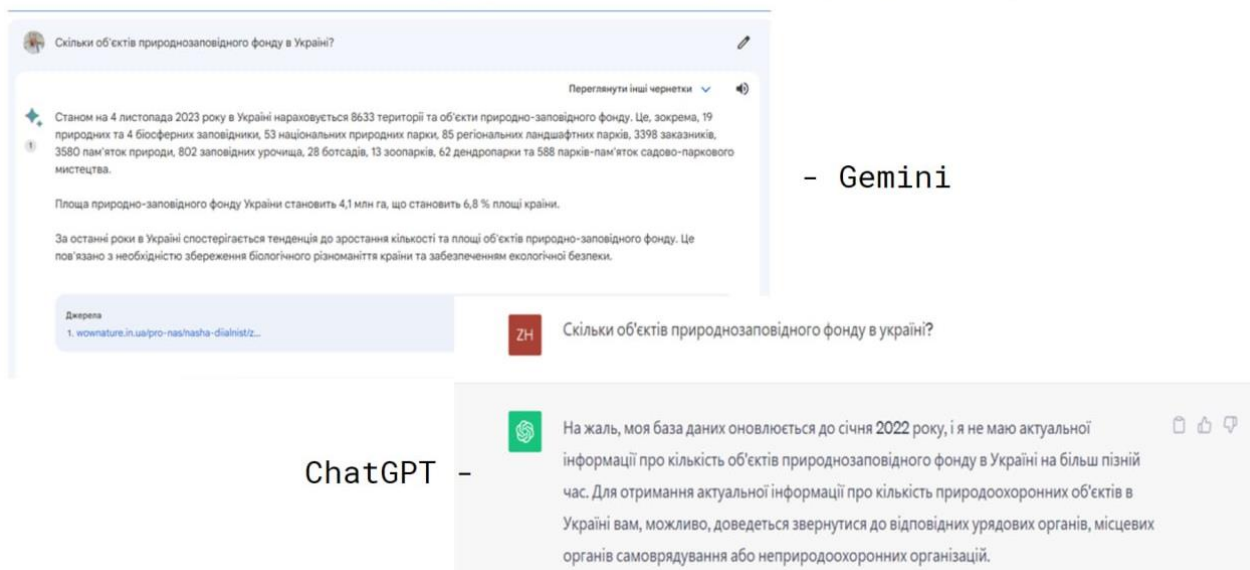 Скільки об'єктів природнозаповідного фонду в Україні?
Переглянути інші чернетки
Станом на 4 листопада 2023 року в Україні нараховується 8633 території та об'єкти природно-заповідного фонду. Це, зокрема, 19
природних та 4 біосферних заповідники, 53 національних природних парки, 85 регіональних ландшафтних парків, 3398 заказників,
3580 пам'яток природи, 802 заповідних урочища, 28 ботсадів, 13 зоопарків, 62 дендропарки та 588 парків-пам'яток садово-паркового
мистецтва.
1
Площа природно-заповідного фонду України становить 4,1 млн га, що становить 6,8 % площі країни.
За останні роки в Україні спостерігається тенденція до зростання кількості та площі об'єктів природно-заповідного фонду. Це
пов'язано з необхідністю збереження біологічного різноманіття країни та забезпеченням екологічної безпеки.
Джерела
1. wownature.in.ua/pro-nas/nasha-diialnist/z...
- Gemini
ZH
Скільки об'єктів природнозаповідного фонду в україні?
ChatGPT -
На жаль, моя база даних оновлюється до січня 2022 року, і я не маю актуальної
інформації про кількість об'єктів природнозаповідного фонду в Україні на більш пізній
час. Для отримання актуальної інформації про кількість природоохоронних об'єктів в
Україні вам, можливо, доведеться звернутися до відповідних урядових органів, місцевих
органів самоврядування або неприродоохоронних організацій.